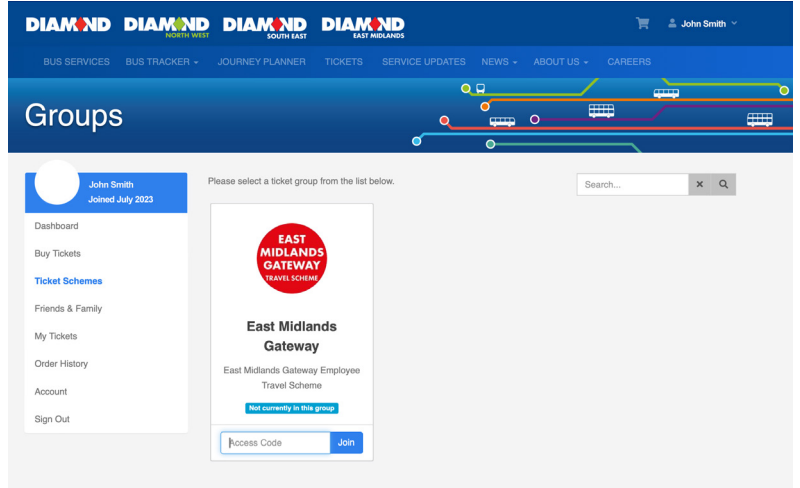 DIAMOND DIAMOND DIAMOND DIAMOND
NORTH WEST SOUTH EAST EAST MIDLANDS
John Smith
BUS SERVICES BUS TRACKER JOURNEY PLANNER TICKETS SERVICE UPDATES NEWS ABOUT US CAREERS
Groups
John Smith
Joined July 2023
Dashboard
Buy Tickets
Ticket Schemes
Friends & Family
My Tickets
Order History
Account
Sign Out
Please select a ticket group from the list below.
Search...
EAST
MIDLANDS
GATEWAY
TRAVEL SCHEME
East Midlands
Gateway
East Midlands Gateway Employee
Travel Scheme
Not currently in this group
Access Code Join